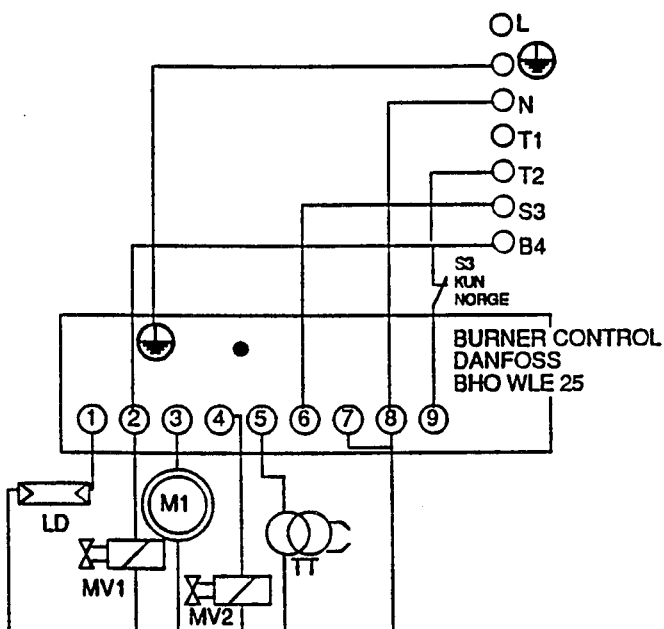 L
N
T1
T2
S3
B4
S3
KUN
NORGE
BURNER CONTROL
DANFOSS
BHO WLE 25
1 2 3 4 5 6 7 8 9
LD
M1
MV1
MV2
TT